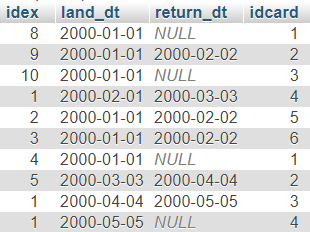 idex land_dt return_dt idcard
8 2000-01-01 NULL 1
9 2000-01-01 2000-02-02 2
10 2000-01-01 NULL 3
1 2000-02-01 2000-03-03 4
2 2000-01-01 2000-02-02 5
3 2000-01-01 2000-02-02 6
4 2000-01-01 NULL 1
5 2000-03-03 2000-04-04 2
1 2000-04-04 2000-05-05 3
1 2000-05-05 NULL 4